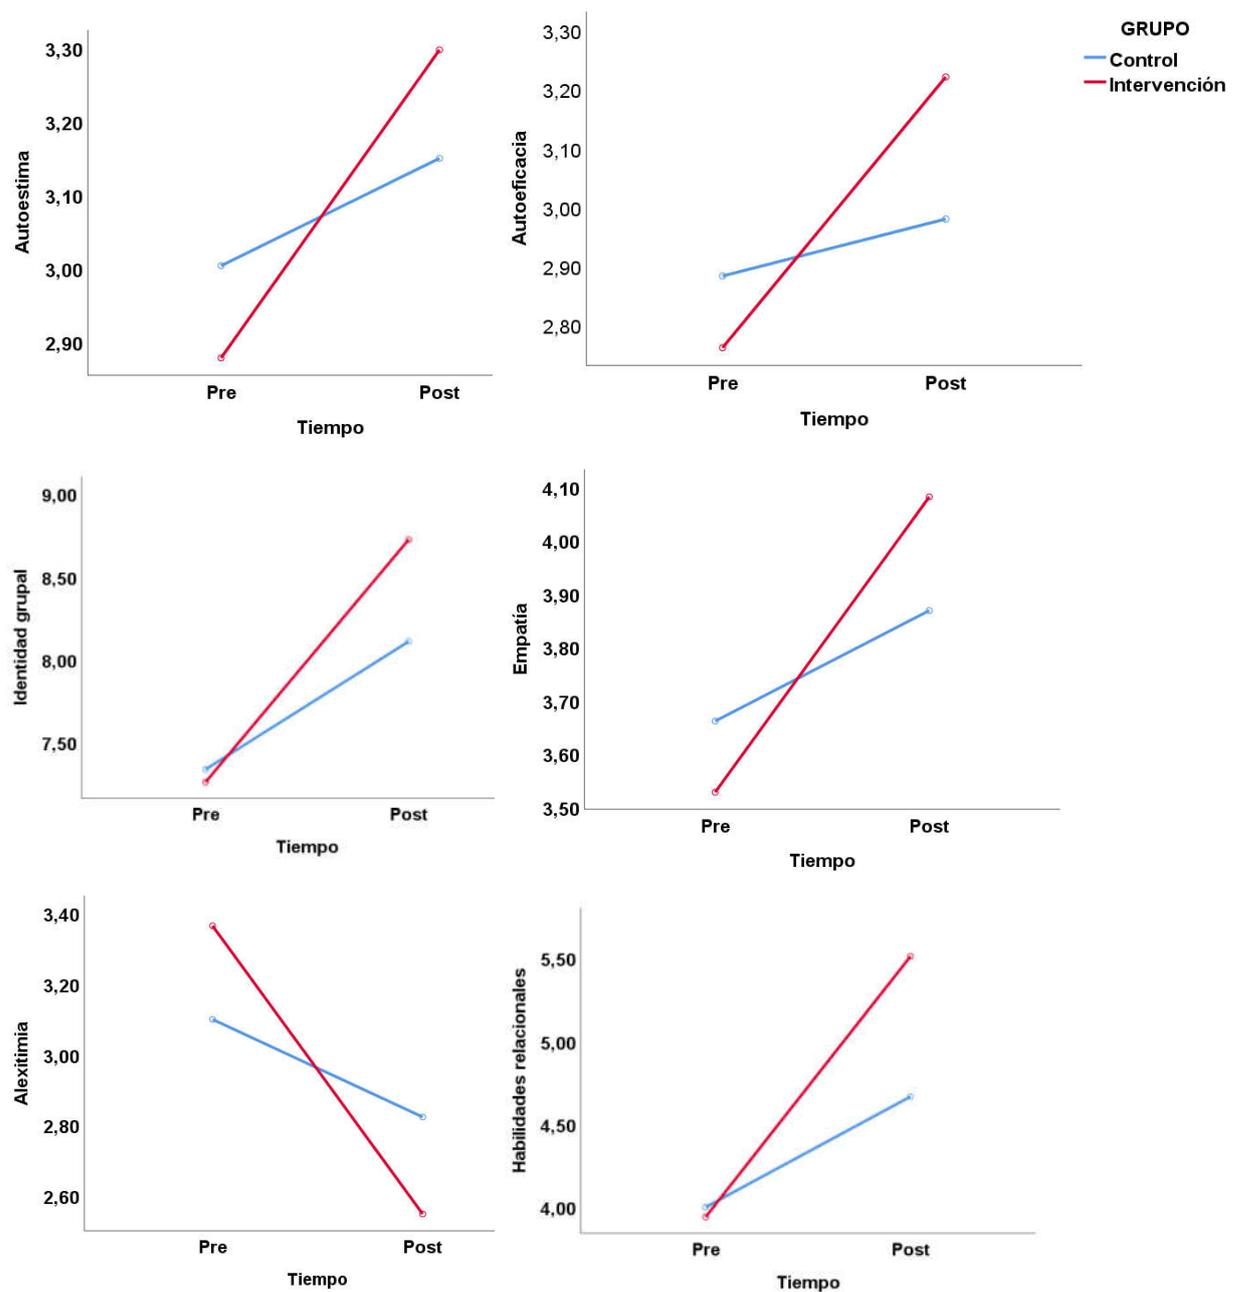 GRUPO
Control
Intervención
Autoestima
3,30
3,20
3,10
3,00
2,90
Pre
Post
Tiempo
Autoeficacia
3,30
3,20
3,10
3,00
2,90
2,80
Pre
Post
Tiempo
Identidad grupal
9,00
8,50
8,00
7,50
Pre
Post
Tiempo
Empatía
4,10
4,00
3,90
3,80
3,70
3,60
3,50
Pre
Post
Tiempo
Alexitimia
3,40
3,20
3,00
2,80
2,60
Pre
Post
Tiempo
Habilidades relacionales
5,50
5,00
4,50
4,00
Pre
Post
Tiempo